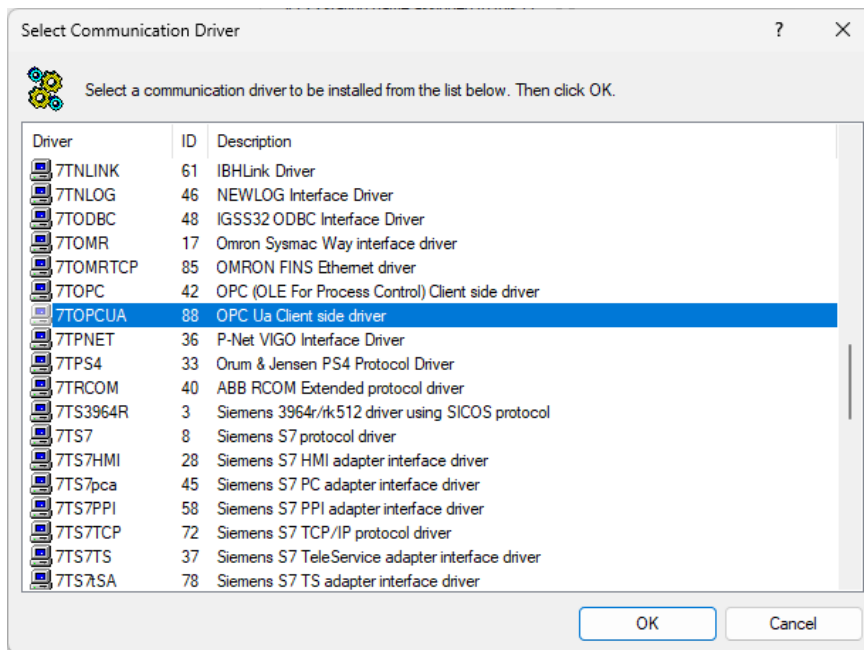 Select Communication Driver ?
Select a communication driver to be installed from the list below. Then click OK.
Driver ID Description
7TNLINK 61 IBHLink Driver
7TNLOG 46 NEWLOG Interface Driver
7TODBC 48 IGSS32 ODBC Interface Driver
7TOMR 17 Omron Sysmac Way interface driver
7TOMRTCP 85 OMRON FINS Ethernet driver
7TOPC 42 OPC (OLE For Process Control) Client side driver
7TOPCUA 88 OPC Ua Client side driver
7TPNET 36 P-Net VIGO Interface Driver
7TPS4 33 Orum & Jensen PS4 Protocol Driver
7TRCOM 40 ABB RCOM Extended protocol driver
7TS3964R 3 Siemens 3964r/rk512 driver using SICOS protocol
7TS7 8 Siemens S7 protocol driver
7TS7HMI 28 Siemens S7 HMI adapter interface driver
7TS7pca 45 Siemens S7 PC adapter interface driver
7TS7PPI 58 Siemens S7 PPI adapter interface driver
7TS7TCP 72 Siemens S7 TCP/IP protocol driver
7TS7TS 37 Siemens S7 TeleService adapter interface driver
7TS7tSA 78 Siemens S7 TS adapter interface driver
OK Cancel